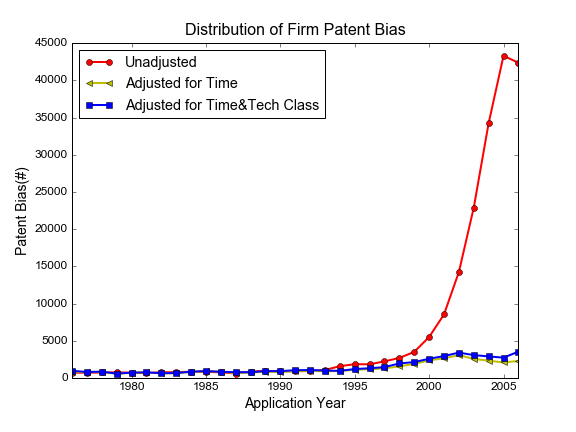 Distribution of Firm Patent Bias
Unadjusted
Adjusted for Time
Adjusted for Time&Tech Class
Patent Bias(#)
45000
40000
35000
30000
25000
20000
15000
10000
5000
0
1980 1985 1990 1995 2000 2005
Application Year